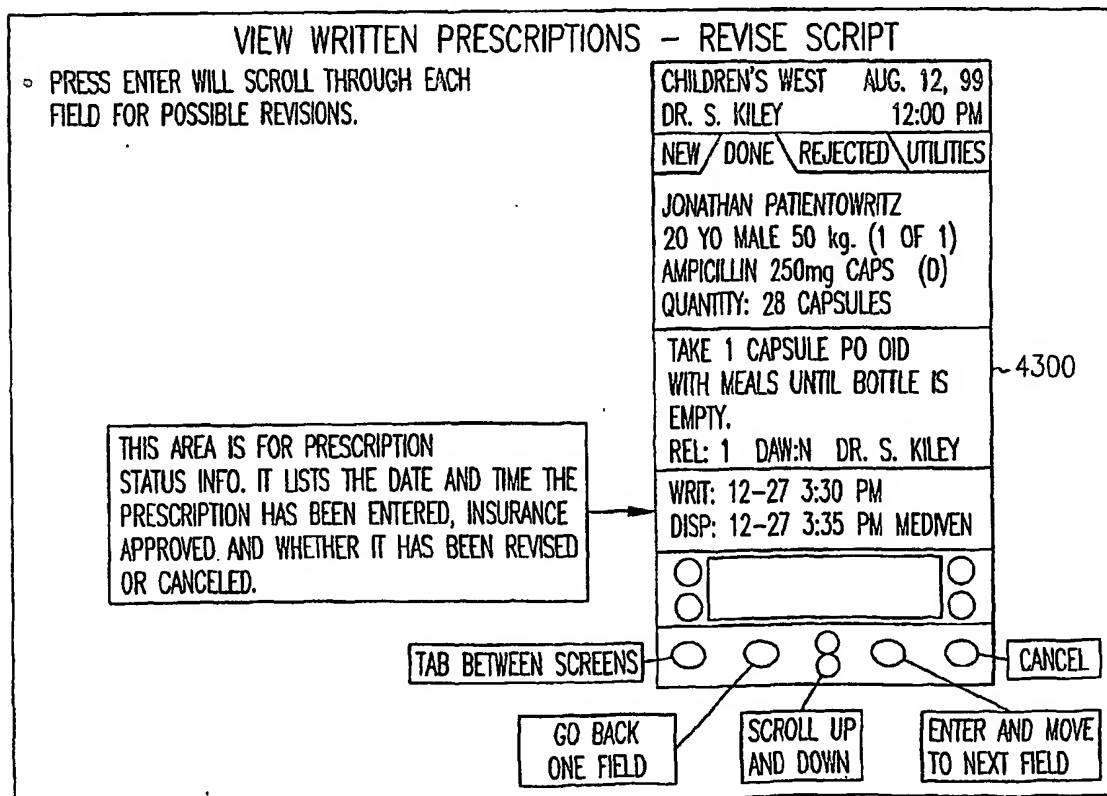 VIEW WRITTEN PRESCRIPTIONS – REVISE SCRIPT
° PRESS ENTER WILL SCROLL THROUGH EACH
FIELD FOR POSSIBLE REVISIONS.
CHILDREN'S WEST AUG. 12, 99
DR. S. KILEY 12:00 PM
NEW DONE REJECTED UTILITIES
JONATHAN PATIENTOWRITZ
20 YO MALE 50 kg. (1 OF 1)
AMPICILLIN 250mg CAPS (D)
QUANTITY: 28 CAPSULES
TAKE 1 CAPSULE PO OID
WITH MEALS UNTIL BOTTLE IS
EMPTY.
REL: 1 DAW:N DR. S. KILEY
4300
THIS AREA IS FOR PRESCRIPTION
STATUS INFO. IT LISTS THE DATE AND TIME THE
PRESCRIPTION HAS BEEN ENTERED, INSURANCE
APPROVED. AND WHETHER IT HAS BEEN REVISED
OR CANCELED.
WRIT: 12–27 3:30 PM
DISP: 12–27 3:35 PM MEDIVEN
TAB BETWEEN SCREENS
CANCEL
GO BACK
ONE FIELD
SCROLL UP
AND DOWN
ENTER AND MOVE
TO NEXT FIELD